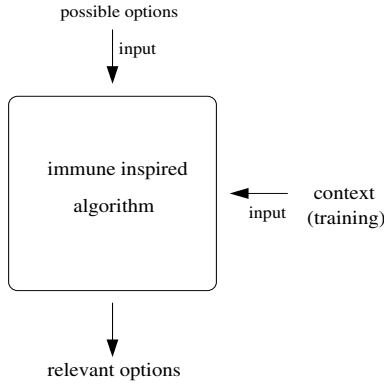 possible options
input
immune inspired
algorithm
input
context
(training)
relevant options